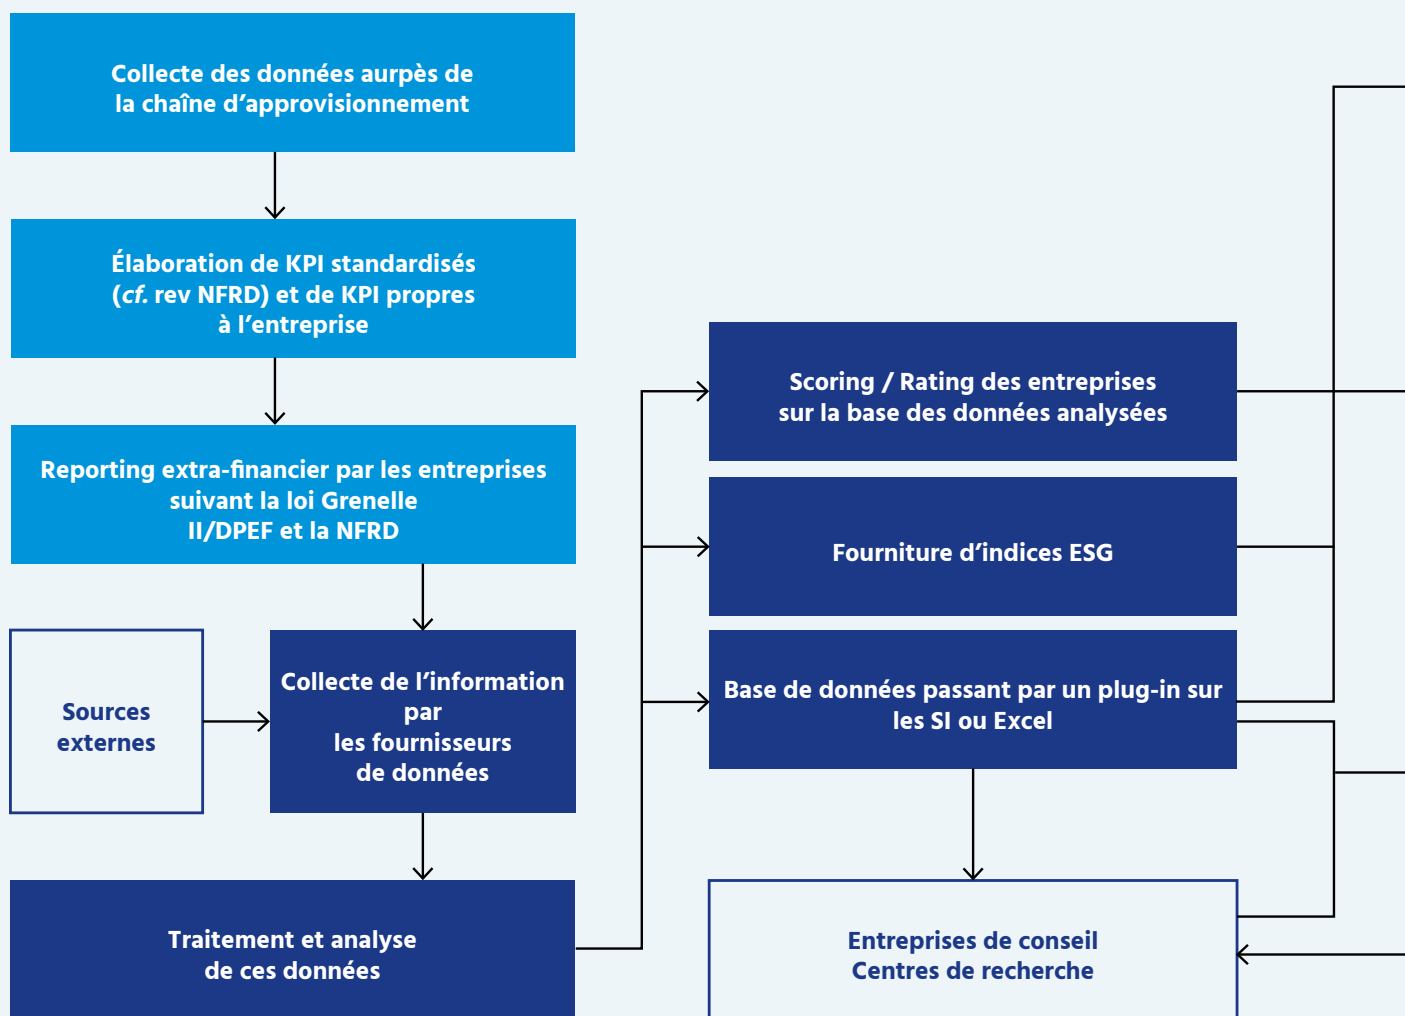 Collecte des données aurpès de
la chaîne d’approvisionnement
Élaboration de KPI standardisés
(cf. rev NFRD) et de KPI propres
à l’entreprise
Reporting extra-financier par les entreprises
suivant la loi Grenelle
II/DPEF et la NFRD
Sources
externes
Collecte de l’information
par
les fournisseurs
de données
Traitement et analyse
de ces données
Scoring / Rating des entreprises
sur la base des données analysées
Fourniture d’indices ESG
Base de données passant par un plug-in sur
les SI ou Excel
Entreprises de conseil
Centres de recherche